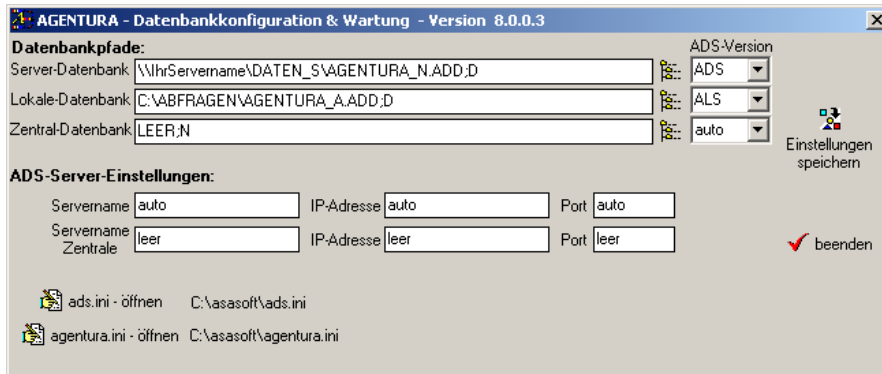 AGENTURA - Datenbankkonfiguration & Wartung - Version 8.0.0.3
Datenbankpfade:
ADS-Version
Server-Datenbank \\IhrServername\DATEN_S\AGENTURA_N.ADD;D ADS
Lokale-Datenbank C:\ABFRAGEN\AGENTURA_A.ADD;D ALS
Zentral-Datenbank LEER;N auto
Einstellungen
speichern
ADS-Server-Einstellungen:
Servername auto IP-Adresse auto Port auto
Servername
Zentrale leer IP-Adresse leer Port leer
beenden
ads.ini - öffnen C:\asasoft\ads.ini
agentura.ini - öffnen C:\asasoft\agentura.ini